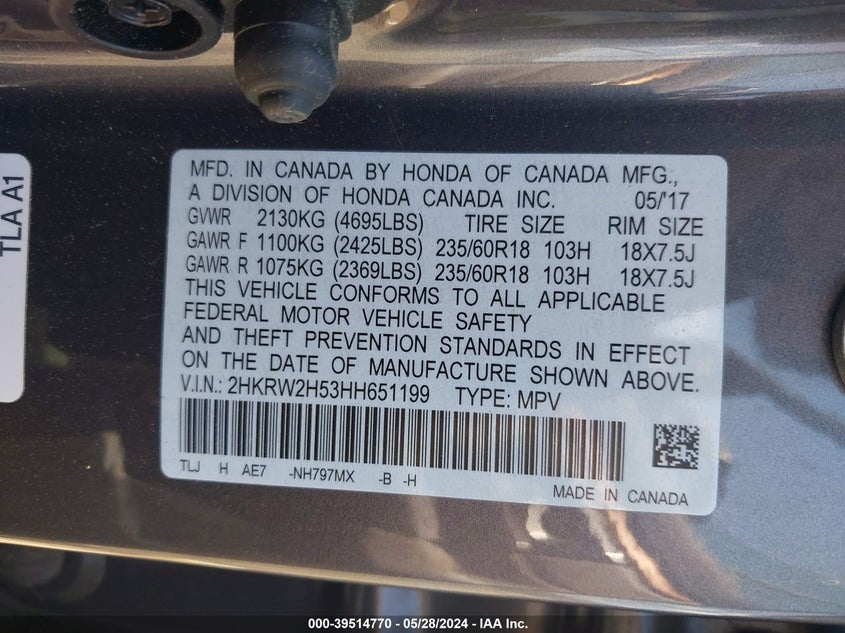 TLA A1
MFD. IN CANADA BY HONDA OF CANADA MFG.,
A DIVISION OF HONDA CANADA INC. 05/'17
GVWR 2130KG (4695LBS) TIRE SIZE RIM SIZE
GAWR F 1100KG (2425LBS) 235/60R18 103H 18X7.5J
GAWR R 1075KG (2369LBS) 235/60R18 103H 18X7.5J
THIS VEHICLE CONFORMS TO ALL APPLICABLE
FEDERAL MOTOR VEHICLE SAFETY
AND THEFT PREVENTION STANDARDS IN EFFECT
ON THE DATE OF MANUFACTURE SHOWN ABOVE.
V.I.N.: 2HKRW2H53HH651199 TYPE: MPV
TLJ H AE7 -NH797MX -B -H
MADE IN CANADA
000-39514770 - 05/28/2024 - IAA Inc.